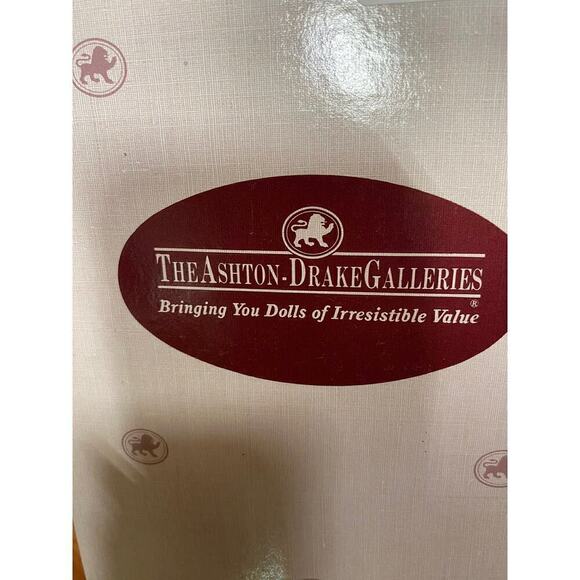 THE ASHTON-DRAKE GALLERIES
®
Bringing You Dolls of Irresistible Value